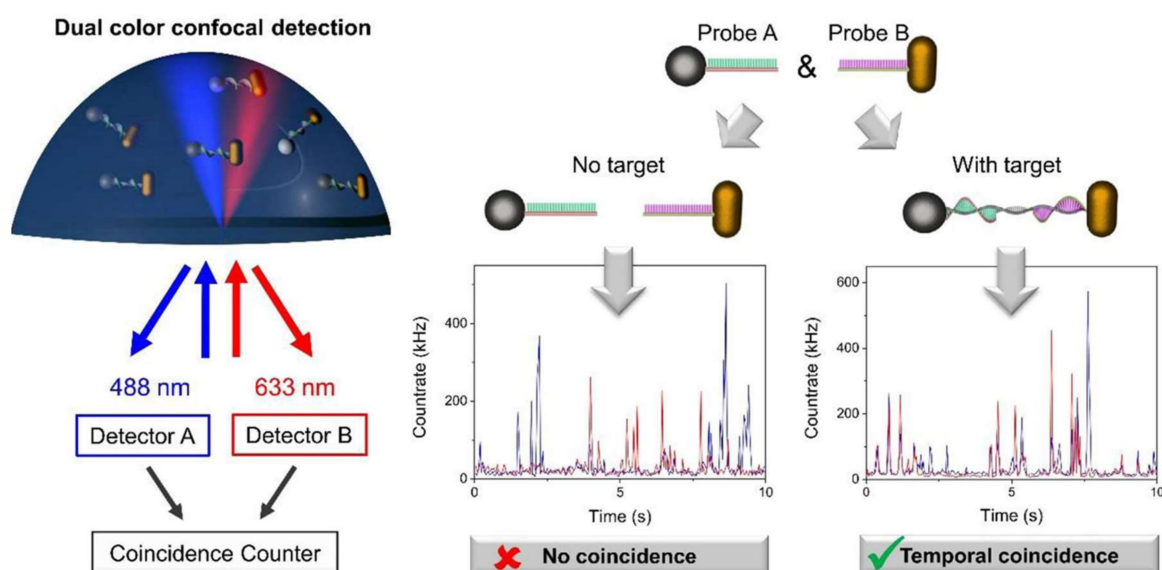 Dual color confocal detection
488 nm
633 nm
Detector A
Detector B
Coincidence Counter
Probe A
Probe B
&
No target
With target
Countrate (kHz)
400
200
0
0
5
10
Time (s)
No coincidence
Countrate (kHz)
600
400
200
0
0
5
10
Time (s)
Temporal coincidence